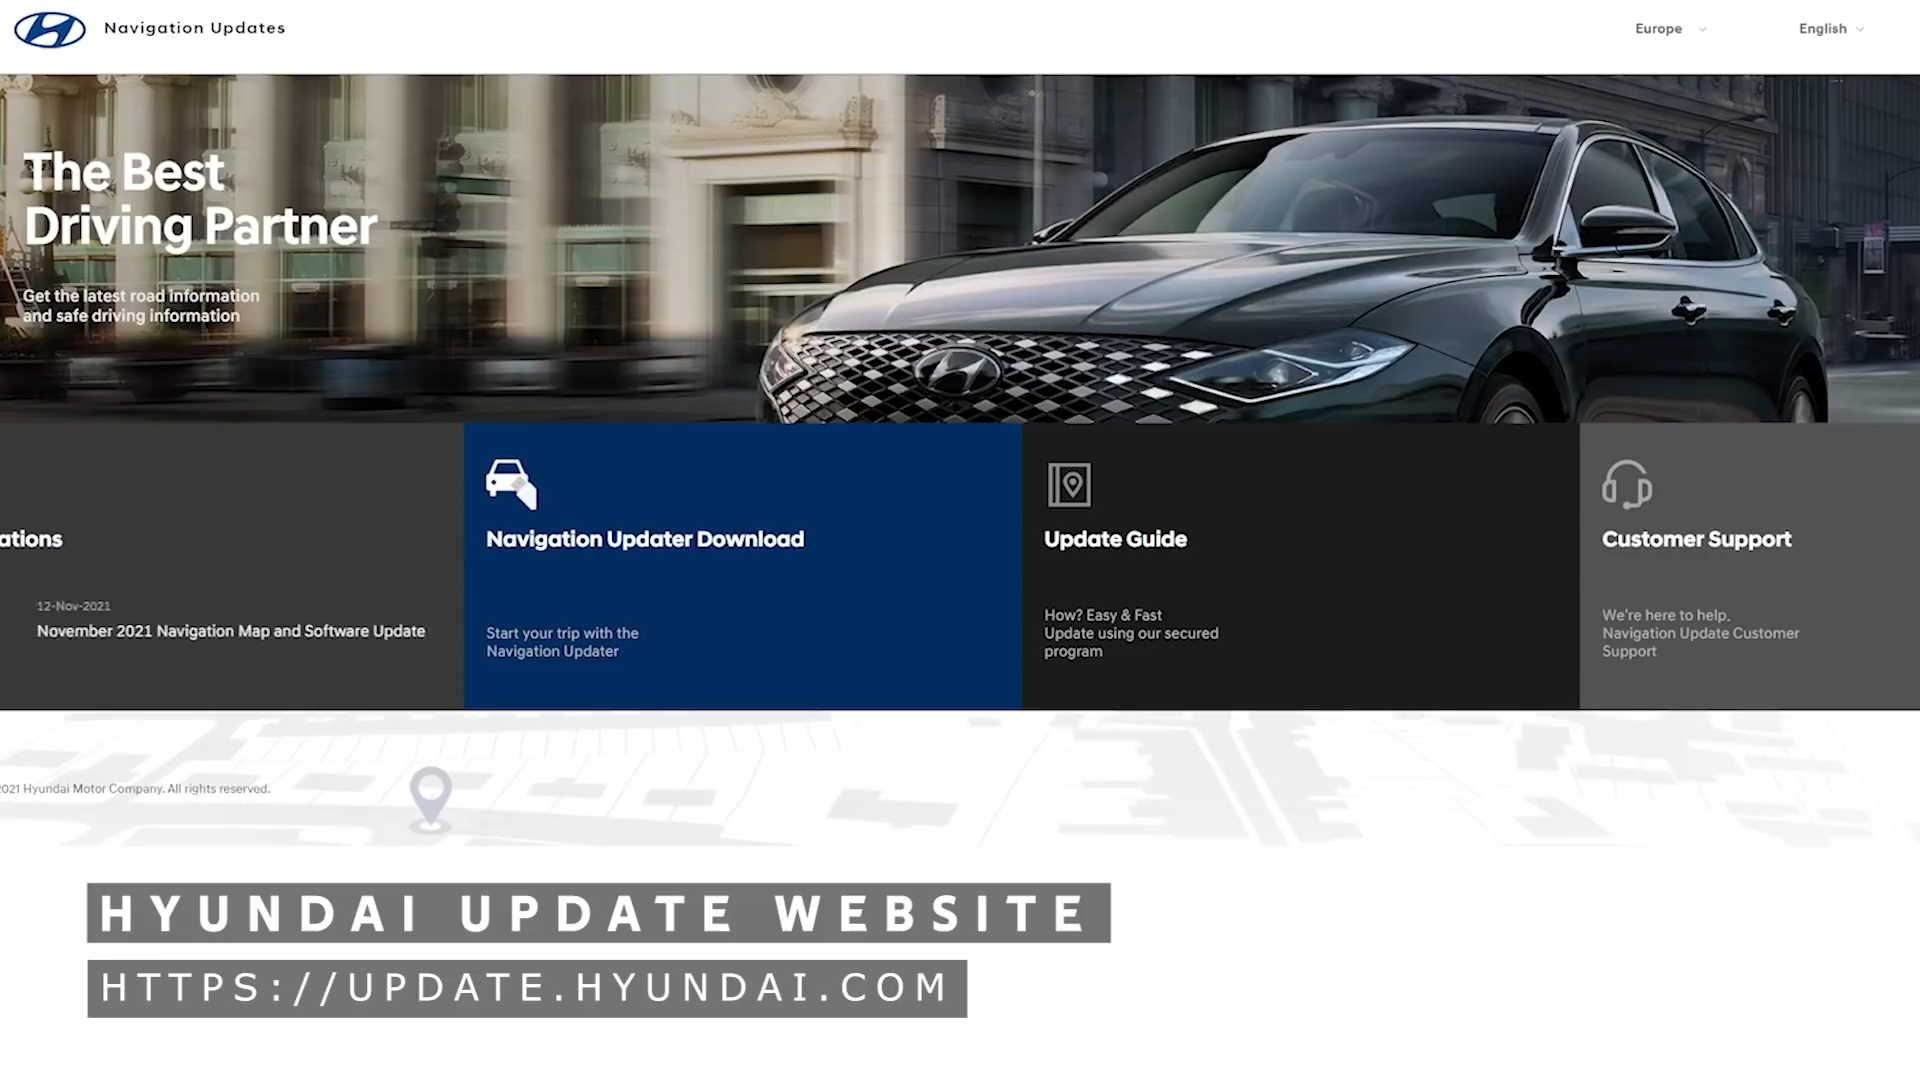 Navigation Updates
Europe
English
The Best
Driving Partner
Get the latest road information
and safe driving information
ations
12-Nov-2021
November 2021 Navigation Map and Software Update
Navigation Updater Download
Start your trip with the
Navigation Updater
Update Guide
How? Easy & Fast
Update using our secured
program
Customer Support
We're here to help.
Navigation Update Customer
Support
2021 Hyundai Motor Company. All rights reserved.
HYUNDAI UPDATE WEBSITE
HTTPS://UPDATE.HYUNDAI.COM